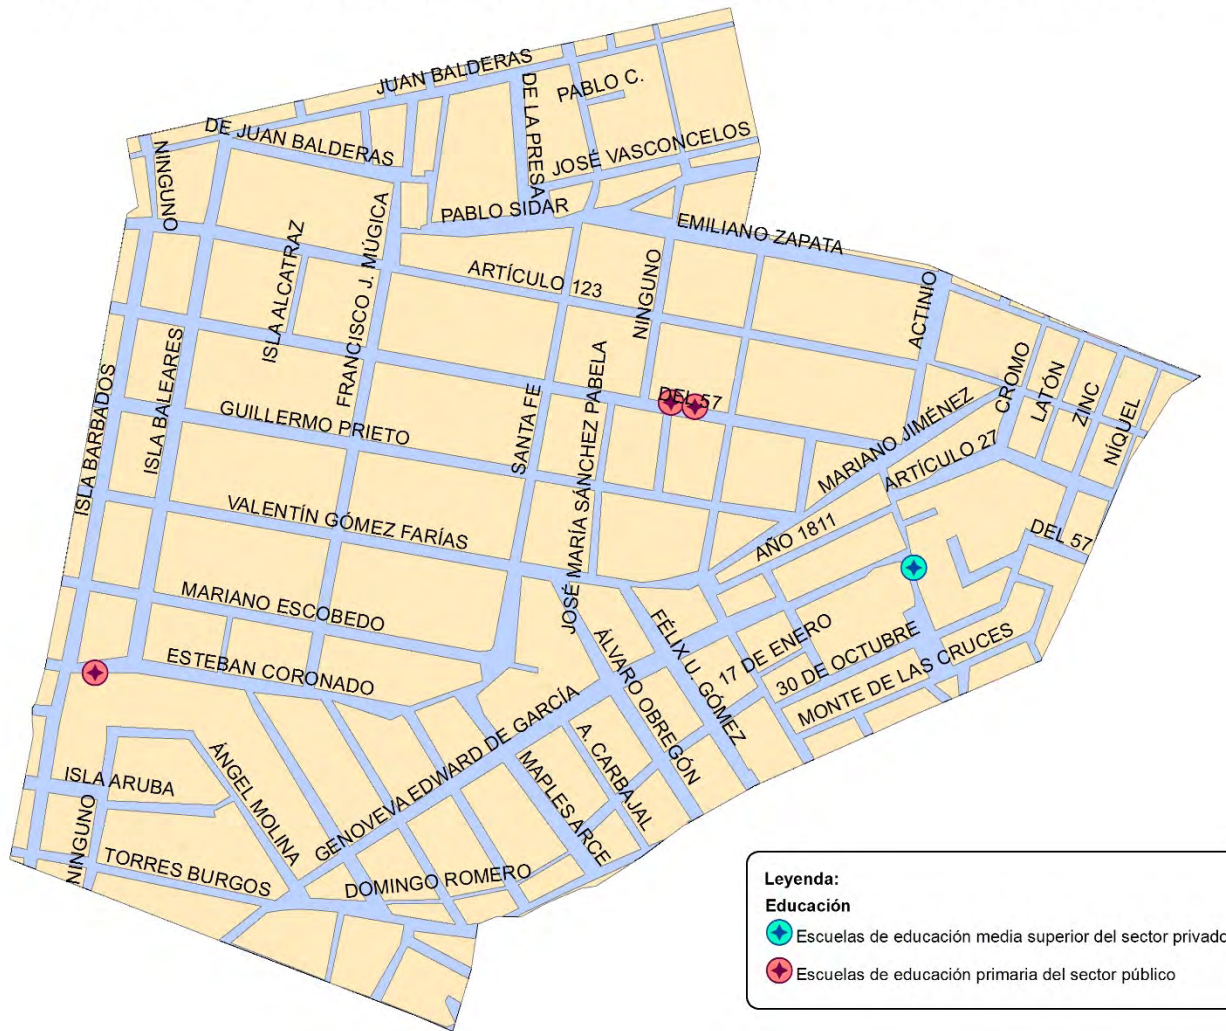 JUAN BALDERAS
PABLO C.
DE JUAN BALDERAS
DE LA PRESA
JOSÉ VASCONCELOS
NINGUNO
PABLO SIDAR
EMILIANO ZAPATA
ISLA ALCATRAZ
FRANCISCO J. MÚGICA
ARTÍCULO 123
NINGUNO
ACTINIO
ISLA BARBADOS
ISLA BALEARES
GUILLERMO PRIETO
SANTA FE
JOSÉ MARÍA SÁNCHEZ PABELA
DEL 57
MARIANO JIMÉNEZ
CROMO
LATÓN
ZINC
NÍQUEL
ARTÍCULO 27
VALENTÍN GÓMEZ FARÍAS
AÑO 1811
DEL 57
MARIANO ESCOBEDO
ESTEBAN CORONADO
ÁLVARO OBREGÓN
FÉLIX U. GÓMEZ
17 DE ENERO
30 DE OCTUBRE
MONTE DE LAS CRUCES
GENOVEVA EDWARD DE GARCÍA
A. CARBAJAL
MAPLES ARCE
ISLA ARUBA
ÁNGEL MOLINA
NINGUNO
TORRES BURGOS
DOMINGO ROMERO
Leyenda:
Educación
Escuelas de educación media superior del sector privado
Escuelas de educación primaria del sector público